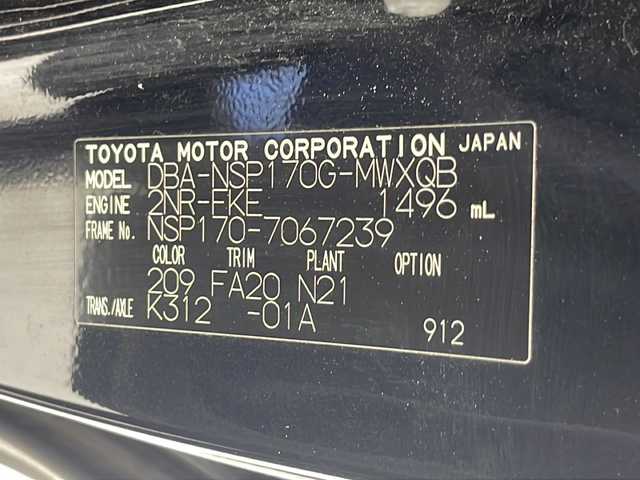 TOYOTA MOTOR CORPORATION JAPAN
MODEL DBA-NSP170G-MWXQB
ENGINE 2NR-FKE 1496 mL
FRAME No. NSP170-7067239
COLOR TRIM PLANT OPTION
209 FA20 N21
TRANS./AXLE K312 -01A
912